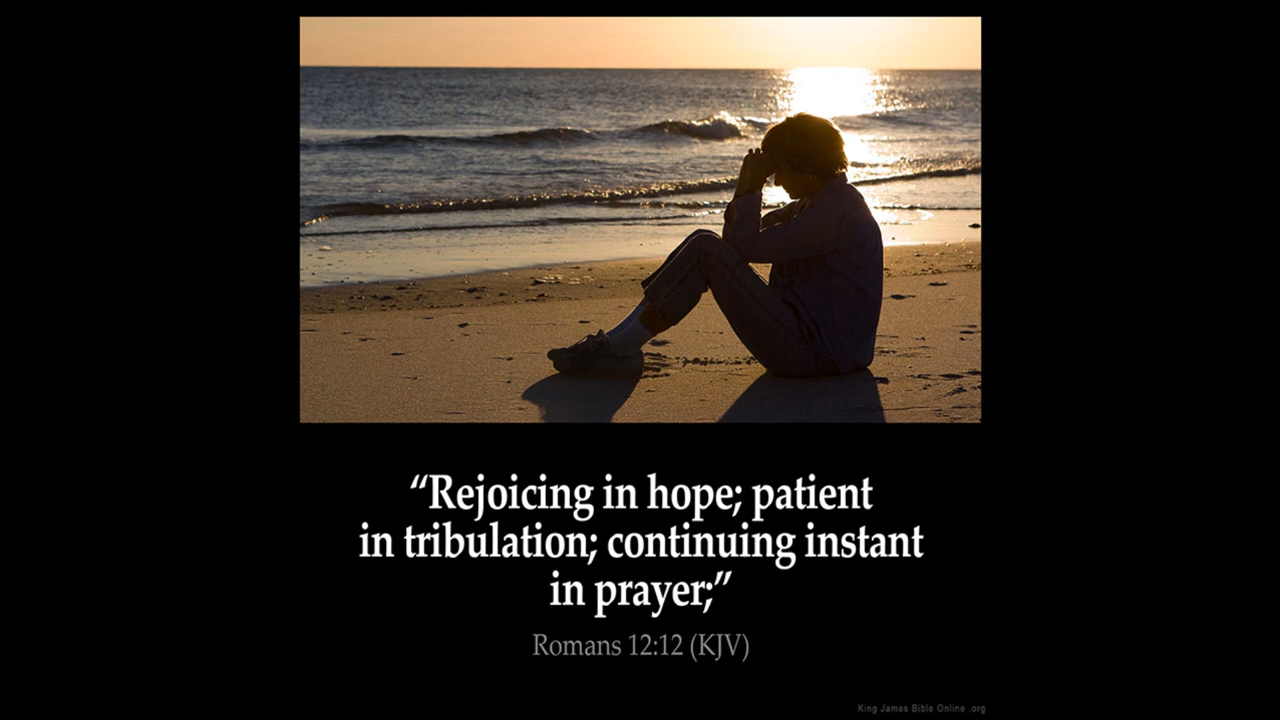 “Rejoicing in hope; patient
in tribulation; continuing instant
in prayer;”
Romans 12:12 (KJV)
King James Bible Online .org